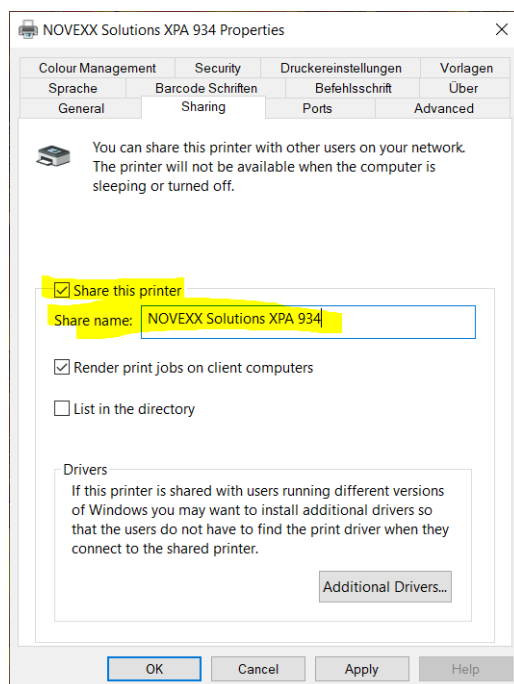 NOVEXX Solutions XPA 934 Properties
Colour Management Security Druckereinstellungen Vorlagen
Sprache Barcode Schriften Befehlsschrift Über
General Sharing Ports Advanced
You can share this printer with other users on your network.
The printer will not be available when the computer is
sleeping or turned off.
Share this printer
Share name: NOVEXX Solutions XPA 934
Render print jobs on client computers
List in the directory
Drivers
If this printer is shared with users running different versions
of Windows you may want to install additional drivers so
that the users do not have to find the print driver when they
connect to the shared printer.
Additional Drivers...
OK Cancel Apply Help